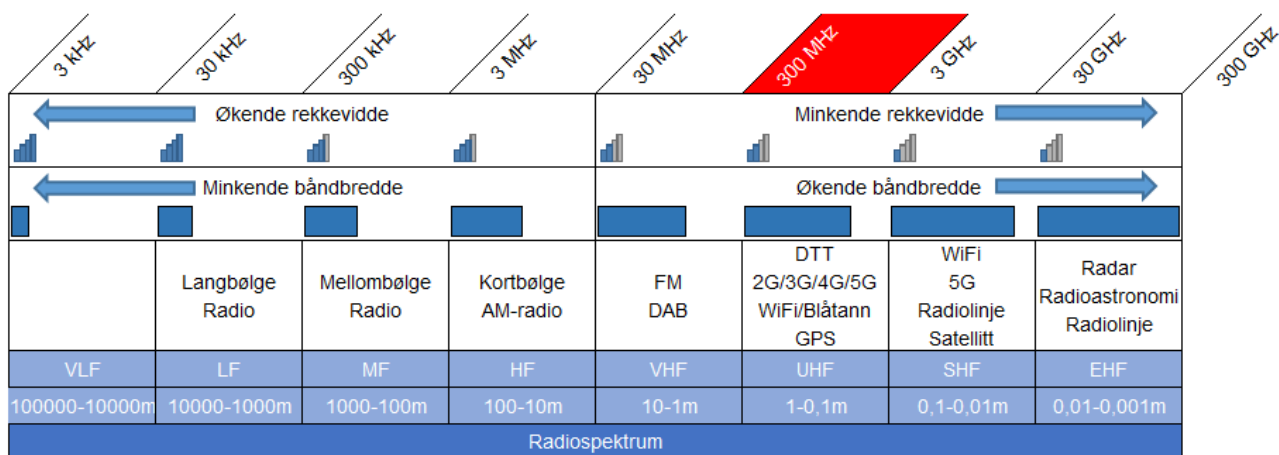 3 kHz
30 kHz
300 kHz
3 MHz
30 MHz
300 MHz
3 GHz
30 GHz
300 GHz
Økende rekkevidde
Minkende rekkevidde
Minkende båndbredde
Økende båndbredde
Langbølge
Radio
Mellombølge
Radio
Kortbølge
AM-radio
FM
DAB
DTT
2G/3G/4G/5G
WiFi/Blåtann
GPS
WiFi
5G
Radiolinje
Satellitt
Radar
Radioastronomi
Radiolinje
VLF
LF
MF
HF
VHF
UHF
SHF
EHF
100000-10000m
10000-1000m
1000-100m
100-10m
10-1m
1-0,1m
0,1-0,01m
0,01-0,001m
Radiospektrum